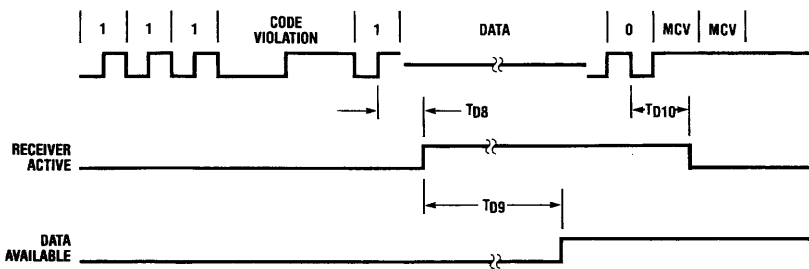 1 1 1 CODE VIOLATION 1 DATA 0 MCV MCV
TD8 TD10
RECEIVER ACTIVE
TD9
DATA AVAILABLE